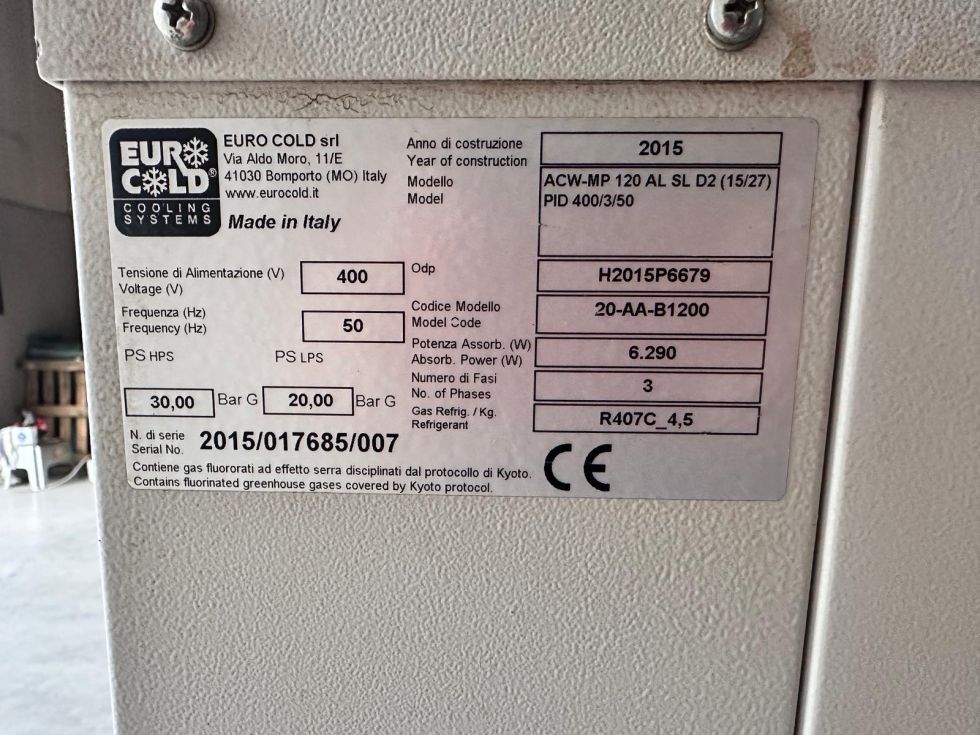 EURO COLD®
COOLING
SYSTEMS
EURO COLD srl
Via Aldo Moro, 11/E
41030 Bomporto (MO) Italy
www.eurocold.it
Made in Italy
Anno di costruzione
Year of construction
2015
Modello
Model
ACW-MP 120 AL SL D2 (15/27)
PID 400/3/50
Tensione di Alimentazione (V)
Voltage (V)
400
Frequenza (Hz)
Frequency (Hz)
50
PS HPS
PS LPS
30,00 Bar G
20,00 Bar G
Odp
H2015P6679
Codice Modello
Model Code
20-AA-B1200
Potenza Assorb. (W)
Absorb. Power (W)
6.290
Numero di Fasi
No. of Phases
3
Gas Refrig. / Kg.
Refrigerant
R407C_4,5
N. di serie
Serial No.
2015/017685/007
Contiene gas fluororati ad effetto serra disciplinati dal protocollo di Kyoto.
Contains fluorinated greenhouse gases covered by Kyoto protocol.
CE